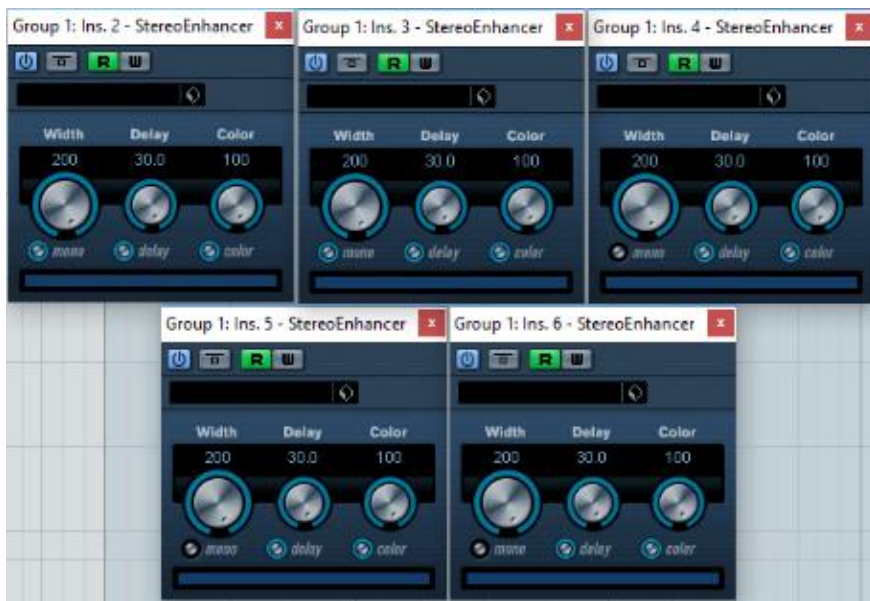 Group 1: Ins. 2 - StereoEnhancer x
R W
Width Delay Color
200 30.0 100
mono delay color
Group 1: Ins. 3 - StereoEnhancer x
R W
Width Delay Color
200 30.0 100
mono delay color
Group 1: Ins. 4 - StereoEnhancer x
R W
Width Delay Color
200 30.0 100
mono delay color
Group 1: Ins. 5 - StereoEnhancer x
R W
Width Delay Color
200 30.0 100
mono delay color
Group 1: Ins. 6 - StereoEnhancer x
R W
Width Delay Color
200 30.0 100
mono delay color